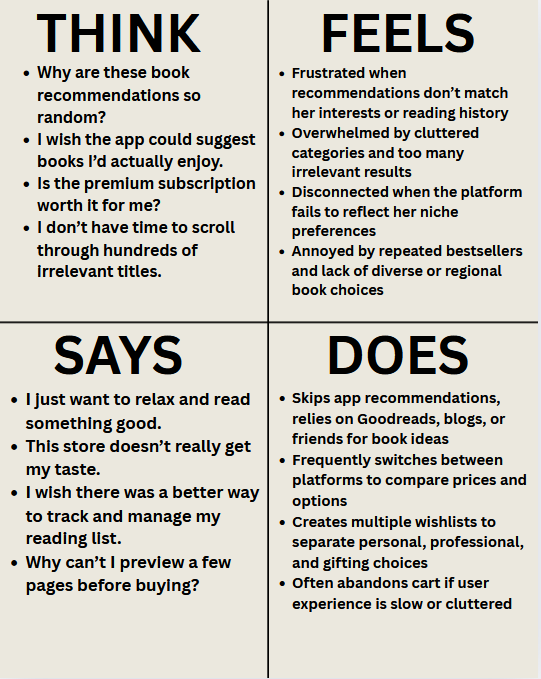 THINK
• Why are these book
recommendations so
random?
• I wish the app could suggest
books I'd actually enjoy.
• Is the premium subscription
worth it for me?
• I don't have time to scroll
through hundreds of
irrelevant titles.
FEELS
• Frustrated when
recommendations don't match
her interests or reading history
• Overwhelmed by cluttered
categories and too many
irrelevant results
• Disconnected when the platform
fails to reflect her niche
preferences
• Annoyed by repeated bestsellers
and lack of diverse or regional
book choices
SAYS
• I just want to relax and read
something good.
• This store doesn't really get
my taste.
• I wish there was a better way
to track and manage my
reading list.
• Why can't I preview a few
pages before buying?
DOES
• Skips app recommendations,
relies on Goodreads, blogs, or
friends for book ideas
• Frequently switches between
platforms to compare prices and
options
• Creates multiple wishlists to
separate personal, professional,
and gifting choices
• Often abandons cart if user
experience is slow or cluttered